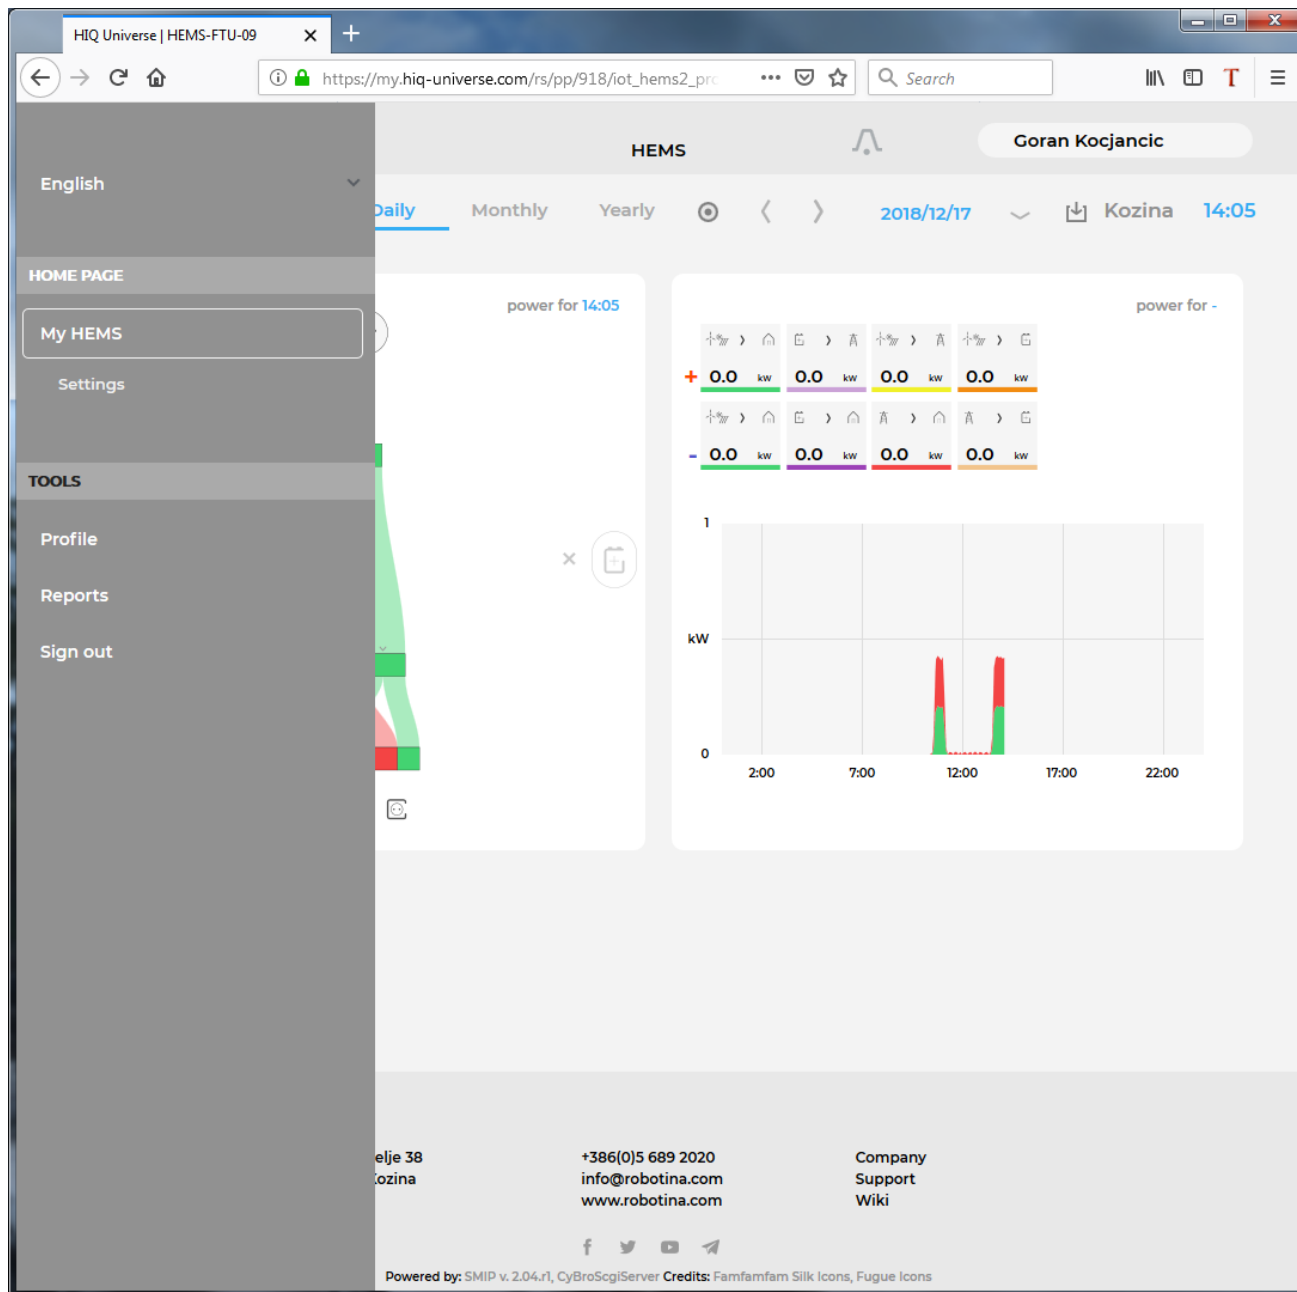 HIQ Universe | HEMS-FTU-09
https://my.hiq-universe.com/rs/pp/918/iot_hems2_pro
Search
HEMS
Goran Kocjancic
English
Daily Monthly Yearly 2018/12/17 Kozina 14:05
HOME PAGE
My HEMS
Settings
TOOLS
Profile
Reports
Sign out
power for 14:05
power for -
+ 0.0 kw 0.0 kw 0.0 kw 0.0 kw
- 0.0 kw 0.0 kw 0.0 kw 0.0 kw
1
kW
0
2:00 7:00 12:00 17:00 22:00
elje 38
Kozina
+386(0)5 689 2020
info@robotina.com
www.robotina.com
Company
Support
Wiki
Powered by: SMIP v. 2.04.r1, CyBroScgiServer Credits: Famfamfam Silk Icons, Fugue Icons